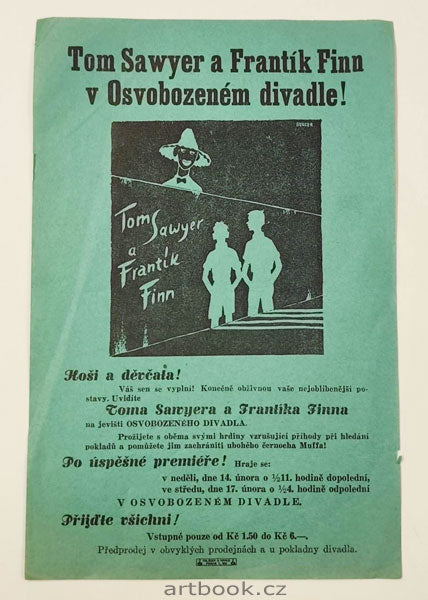 Tom Sawyer a Frantík Finn
v Osvobozeném divadle!
Tom
Sawyer
a
Frantík
Finn
Hoši a děvčata!
Váš sen se vyplní! Konečně obživnou vaše nejoblíbenější po-
stavy. Uvidíte
Toma Sawyera a Frantíka Finna
na jevišti OSVOBOZENÉHO DIVADLA.
Prožijete s oběma svými hrdiny vzrušující příhody při hledání
pokladů a pomůžete jim zachrániti ubohého černocha Muffa!
Po úspěšné premiéře! Hraje se:
v neděli, dne 14. února o ½11. hodině dopolední,
ve středu, dne 17. února o ½4. hodině odpolední
V OSVOBOZENÉM DIVADLE.
Přijďte všichni!
Vstupné pouze od Kč 1.50 do Kč 6.—.
Předprodej v obvyklých prodejnách a u pokladny divadla.
artbook.cz